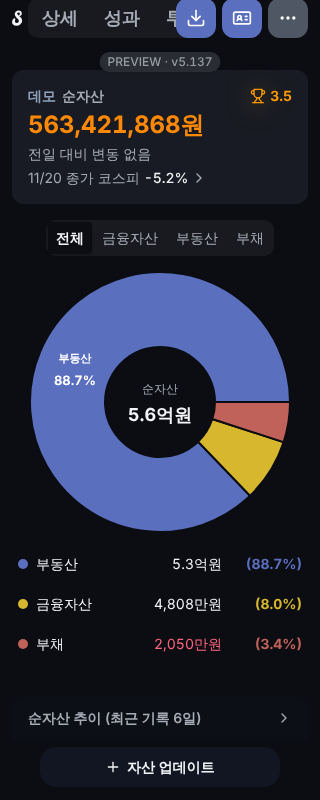 상세 성과
PREVIEW · v5.137
데모 순자산
3.5
563,421,868원
전일 대비 변동 없음
11/20 종가 코스피 -5.2%
전체 금융자산 부동산 부채
부동산
88.7%
순자산
5.6억원
부동산 5.3억원 (88.7%)
금융자산 4,808만원 (8.0%)
부채 2,050만원 (3.4%)
순자산 추이 (최근 기록 6일)
+ 자산 업데이트